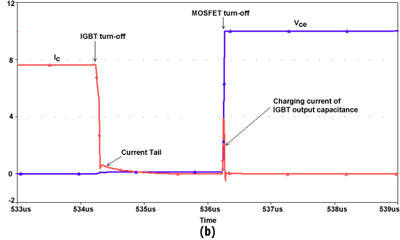 MOSFET turn-off
12
IGBT turn-off
Vce
Ic
8
Charging current of
IGBT output capacitance
4
Current Tail
0
-2
533us 534us 535us 536us 537us 538us 539us
Time
(b)